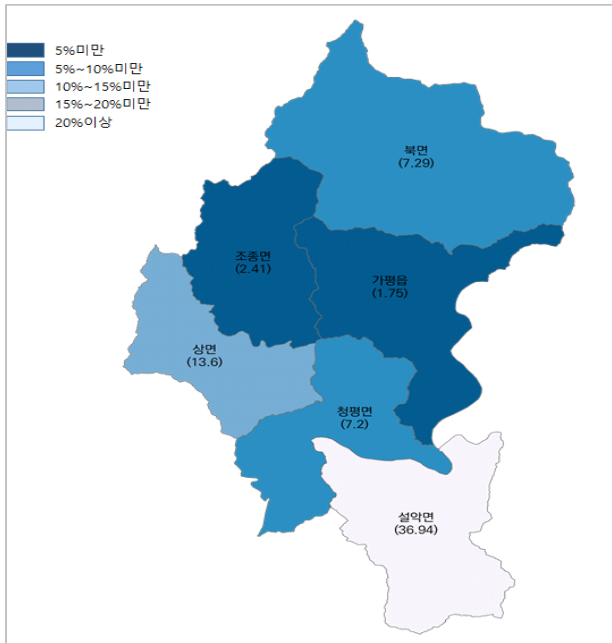 5%미만
5%~10%미만
10%~15%미만
15%~20%미만
20%이상
북면
(7.29)
조종면
(2.41)
가평읍
(1.75)
상면
(13.6)
청평면
(7.2)
설악면
(36.94)